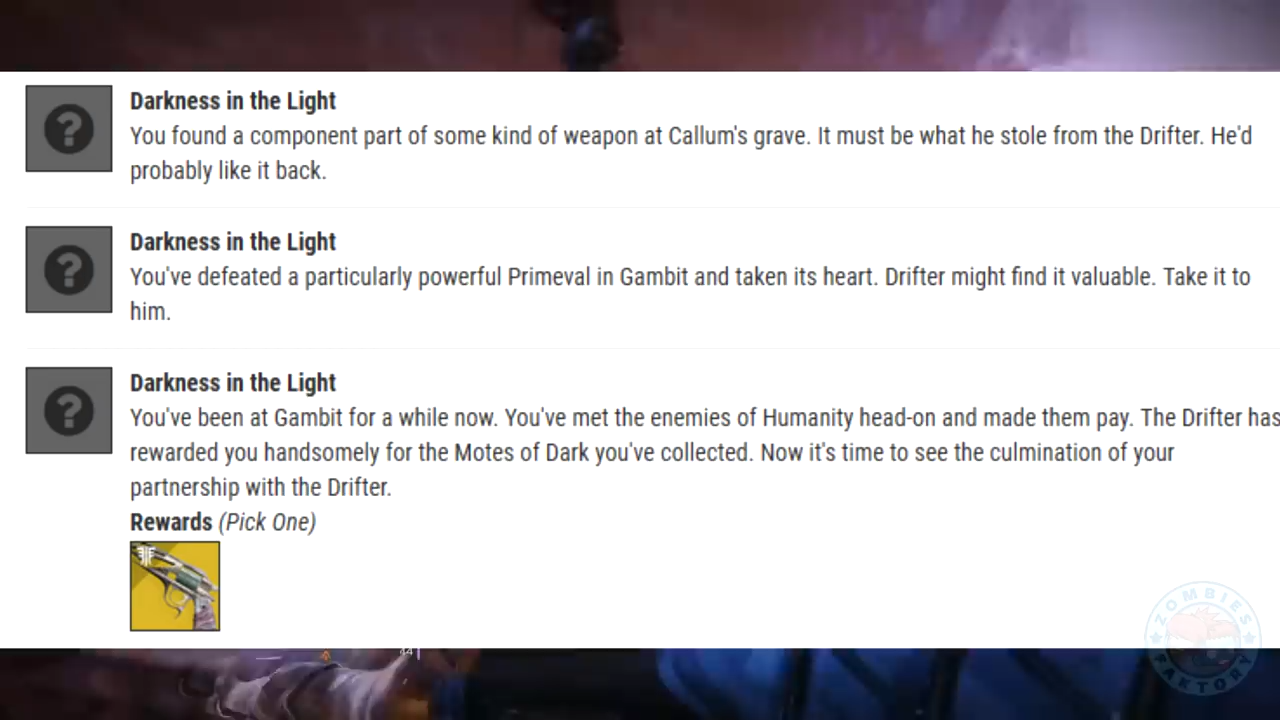 Darkness in the Light
You found a component part of some kind of weapon at Callum's grave. It must be what he stole from the Drifter. He'd
probably like it back.
Darkness in the Light
You've defeated a particularly powerful Primeval in Gambit and taken its heart. Drifter might find it valuable. Take it to
him.
Darkness in the Light
You've been at Gambit for a while now. You've met the enemies of Humanity head-on and made them pay. The Drifter has
rewarded you handsomely for the Motes of Dark you've collected. Now it's time to see the culmination of your
partnership with the Drifter.
Rewards (Pick One)
44
ZOMBIES
FAKTORY